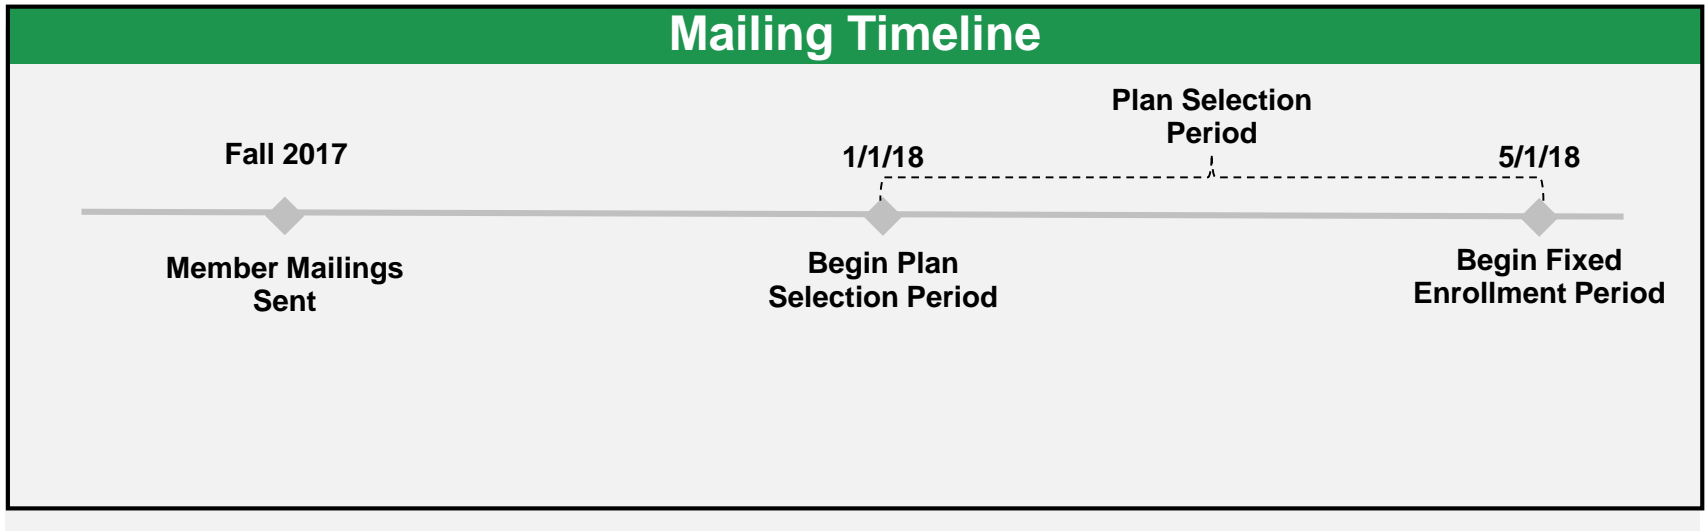 Mailing Timeline
Plan Selection
Period
Fall 2017
1/1/18
5/1/18
Member Mailings
Sent
Begin Plan
Selection Period
Begin Fixed
Enrollment Period